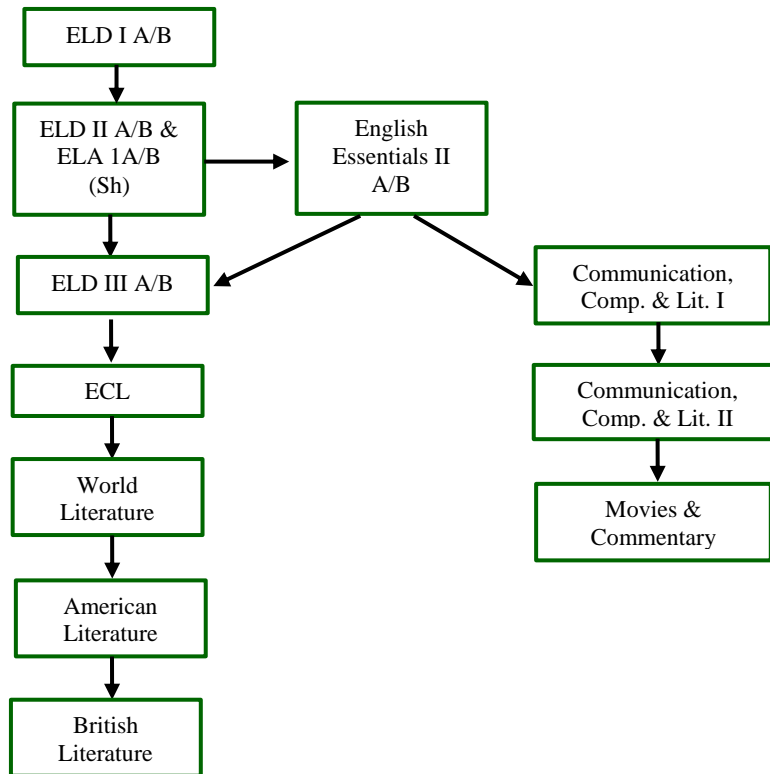 ELD I A/B
ELD II A/B &
ELA 1A/B
(Sh)
English
Essentials II
A/B
ELD III A/B
Communication,
Comp. & Lit. I
ECL
Communication,
Comp. & Lit. II
World
Literature
Movies &
Commentary
American
Literature
British
Literature